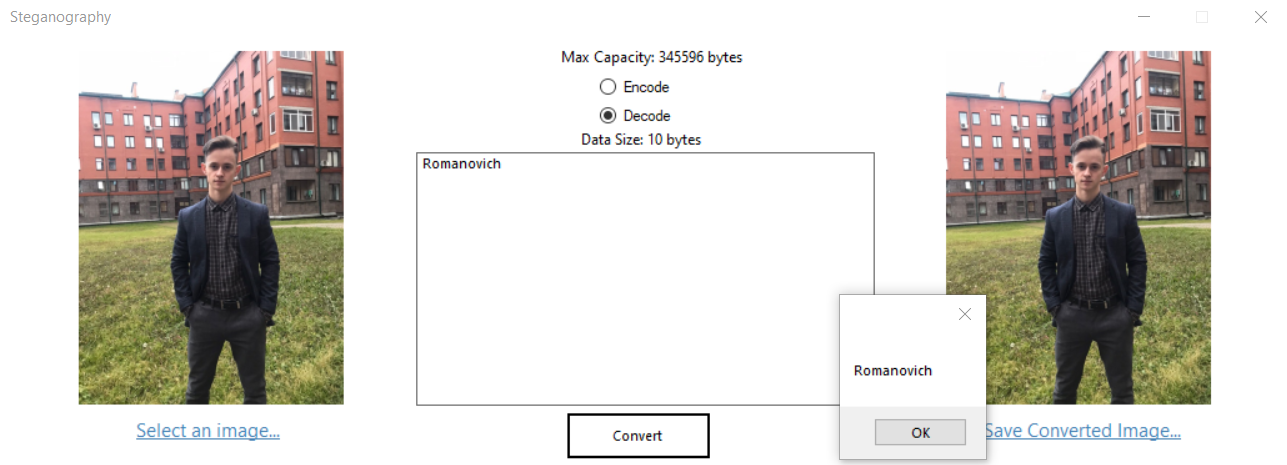 Steganography
Max Capacity: 345596 bytes
Encode
Decode
Data Size: 10 bytes
Romanovich
Romanovich
OK
Select an image...
Convert
Save Converted Image...